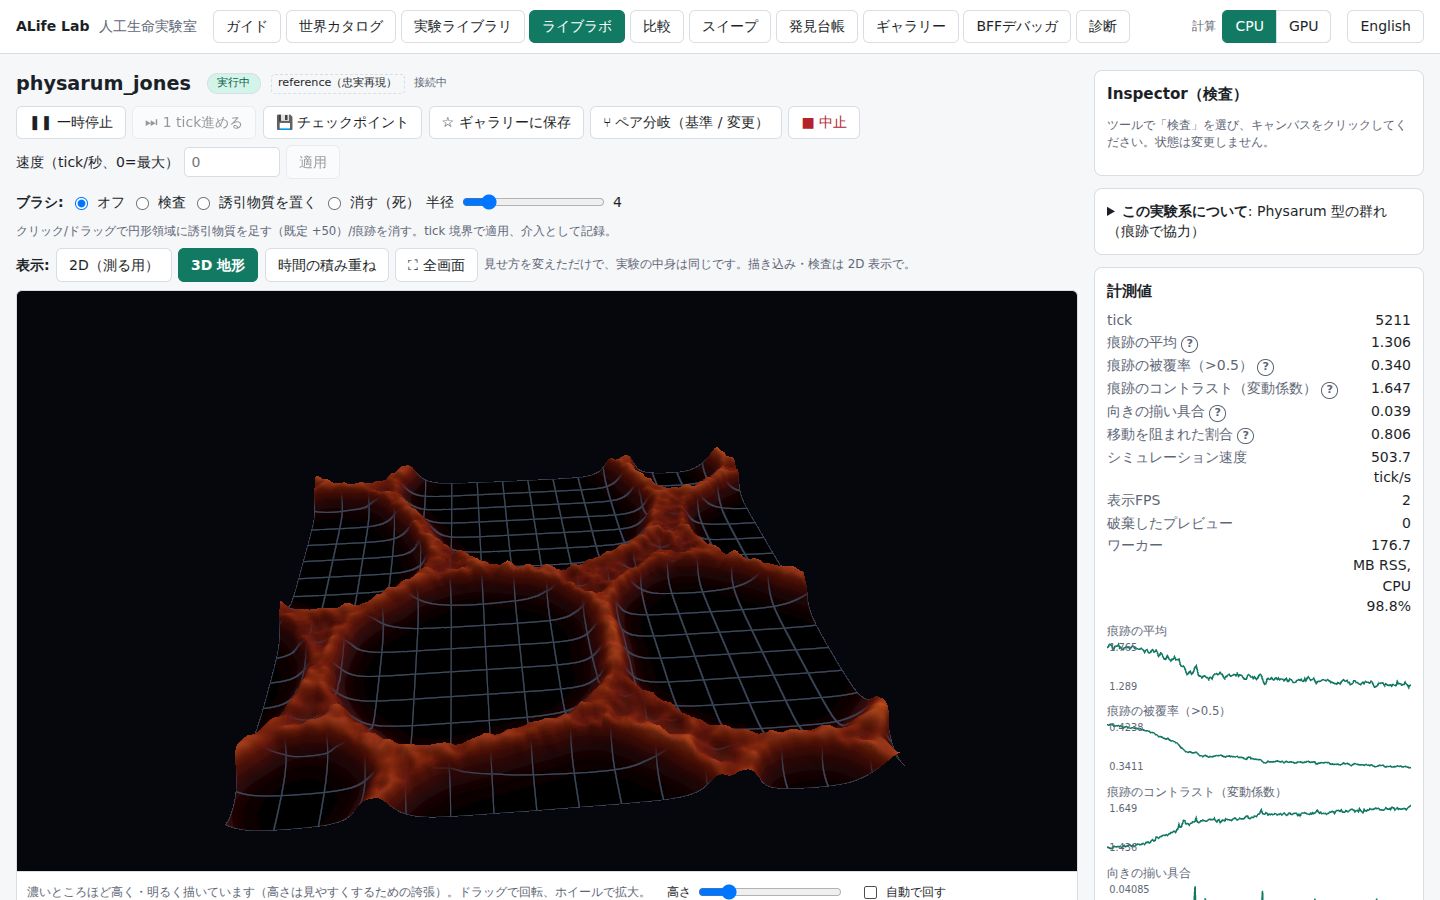 ALife Lab 人工生命実験室 ガイド 世界カタログ 実験ライブラリ ライブラボ 比較 スイープ 発見台帳 ギャラリー BFFデバッガ 診断 計算 CPU GPU English
physarum_jones 実行中 reference（忠実再現） 接続中
❚❚ 一時停止 ⏭ 1 tick進める 💾 チェックポイント ☆ ギャラリーに保存 ⑂ ペア分岐（基準 / 変更） ■ 中止
速度（tick/秒、0=最大） 0 適用
ブラシ: オフ 検査 誘引物質を置く 消す（死） 半径 4
クリック/ドラッグで円形領域に誘引物質を足す（既定 +50）/痕跡を消す。tick 境界で適用、介入として記録。
表示: 2D（測る用） 3D 地形 時間の積み重ね ⛶ 全画面 見せ方を変えただけで、実験の中身は同じです。描き込み・検査は 2D 表示で。
濃いところほど高く・明るく描いています（高さは見やすくするための誇張）。ドラッグで回転、ホイールで拡大。 高さ 自動で回す
Inspector（検査）
ツールで「検査」を選び、キャンバスをクリックしてく
ださい。状態は変更しません。
▶ この実験系について: Physarum 型の群れ
（痕跡で協力）
計測値
tick 5211
痕跡の平均 ? 1.306
痕跡の被覆率（>0.5） ? 0.340
痕跡のコントラスト（変動係数） ? 1.647
向きの揃い具合 ? 0.039
移動を阻まれた割合 ? 0.806
シミュレーション速度 503.7
tick/s
表示FPS 2
破棄したプレビュー 0
ワーカー 176.7
MB RSS,
CPU
98.8%
痕跡の平均
1.765
1.289
痕跡の被覆率（>0.5）
0.4238
0.3411
痕跡のコントラスト（変動係数）
1.649
1.436
向きの揃い具合
0.04085